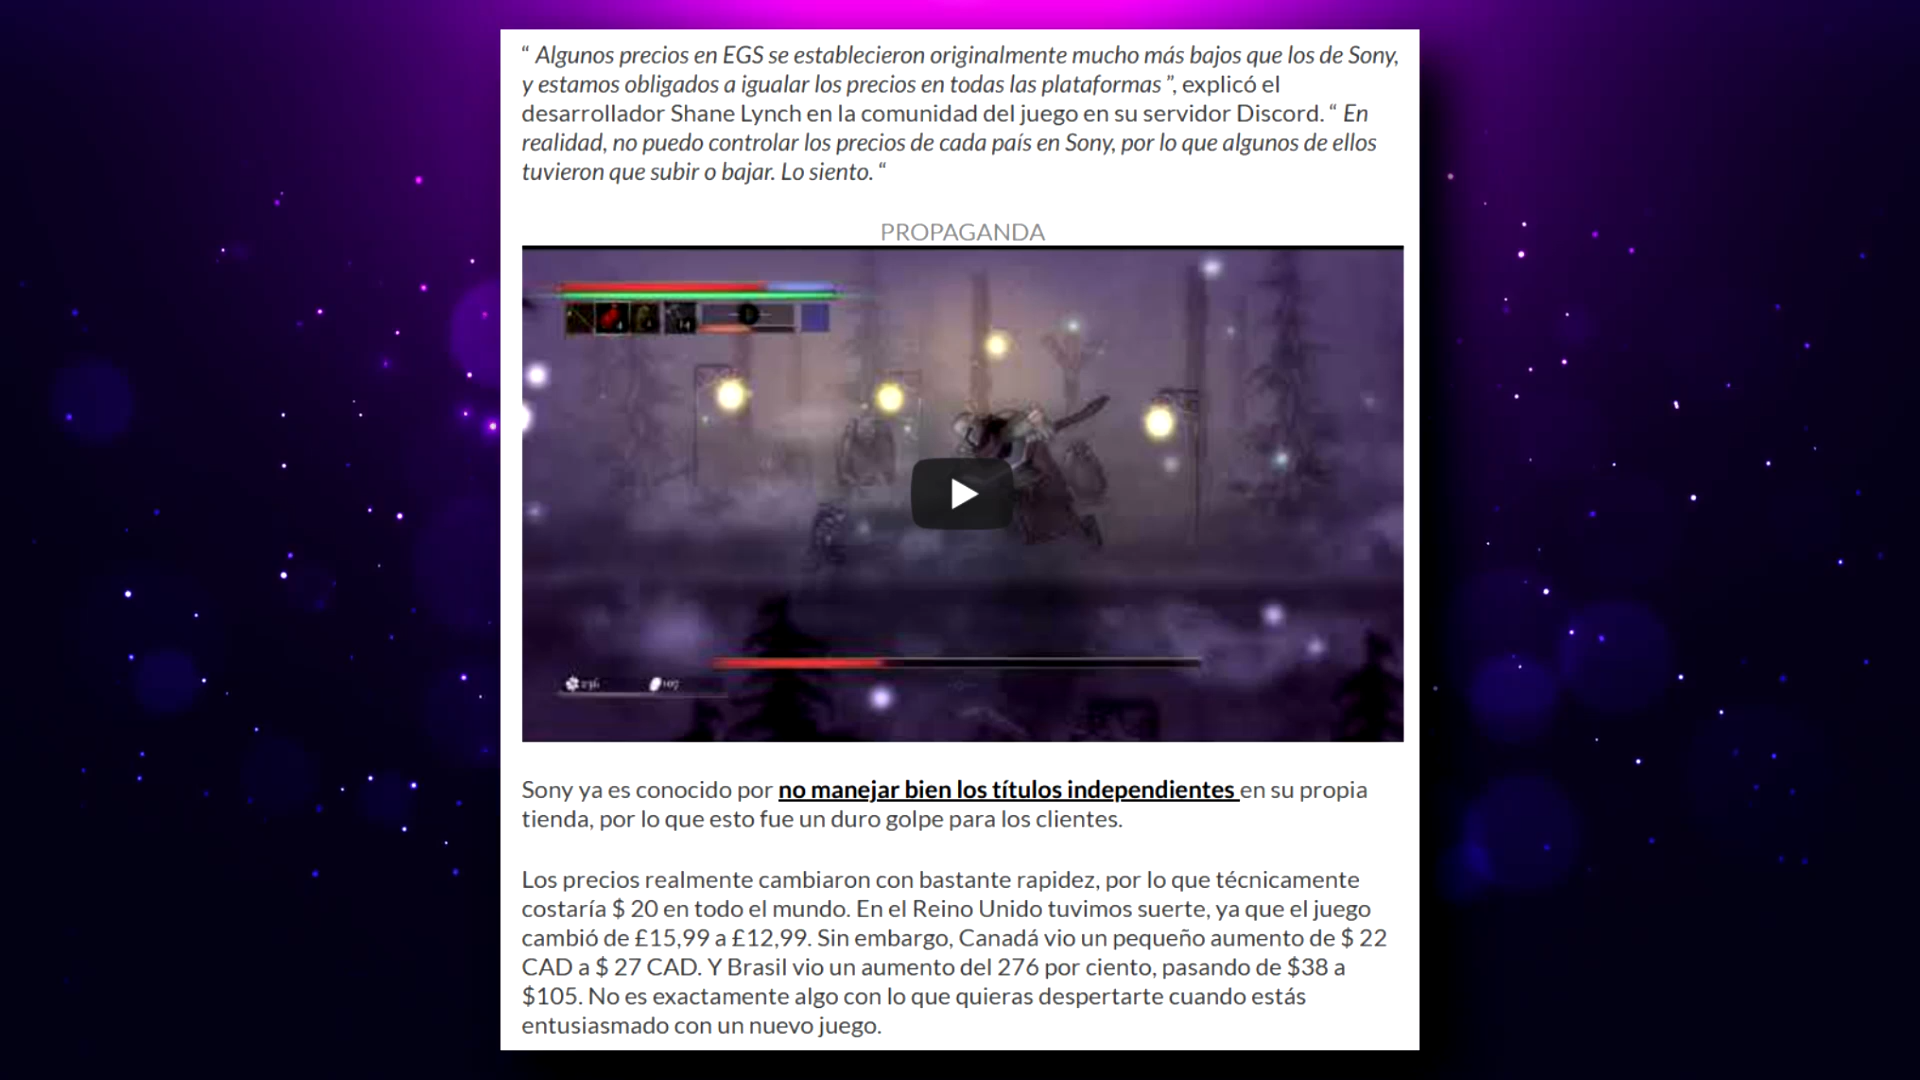 “ Algunos precios en EGS se establecieron originalmente mucho más bajos que los de Sony,
y estamos obligados a igualar los precios en todas las plataformas ”, explicó el
desarrollador Shane Lynch en la comunidad del juego en su servidor Discord. “ En
realidad, no puedo controlar los precios de cada país en Sony, por lo que algunos de ellos
tuvieron que subir o bajar. Lo siento. “
PROPAGANDA
Sony ya es conocido por no manejar bien los títulos independientes en su propia
tienda, por lo que esto fue un duro golpe para los clientes.
Los precios realmente cambiaron con bastante rapidez, por lo que técnicamente
costaría $ 20 en todo el mundo. En el Reino Unido tuvimos suerte, ya que el juego
cambió de £15,99 a £12,99. Sin embargo, Canadá vio un pequeño aumento de $ 22
CAD a $ 27 CAD. Y Brasil vio un aumento del 276 por ciento, pasando de $38 a
$105. No es exactamente algo con lo que quieras despertarte cuando estás
entusiasmado con un nuevo juego.